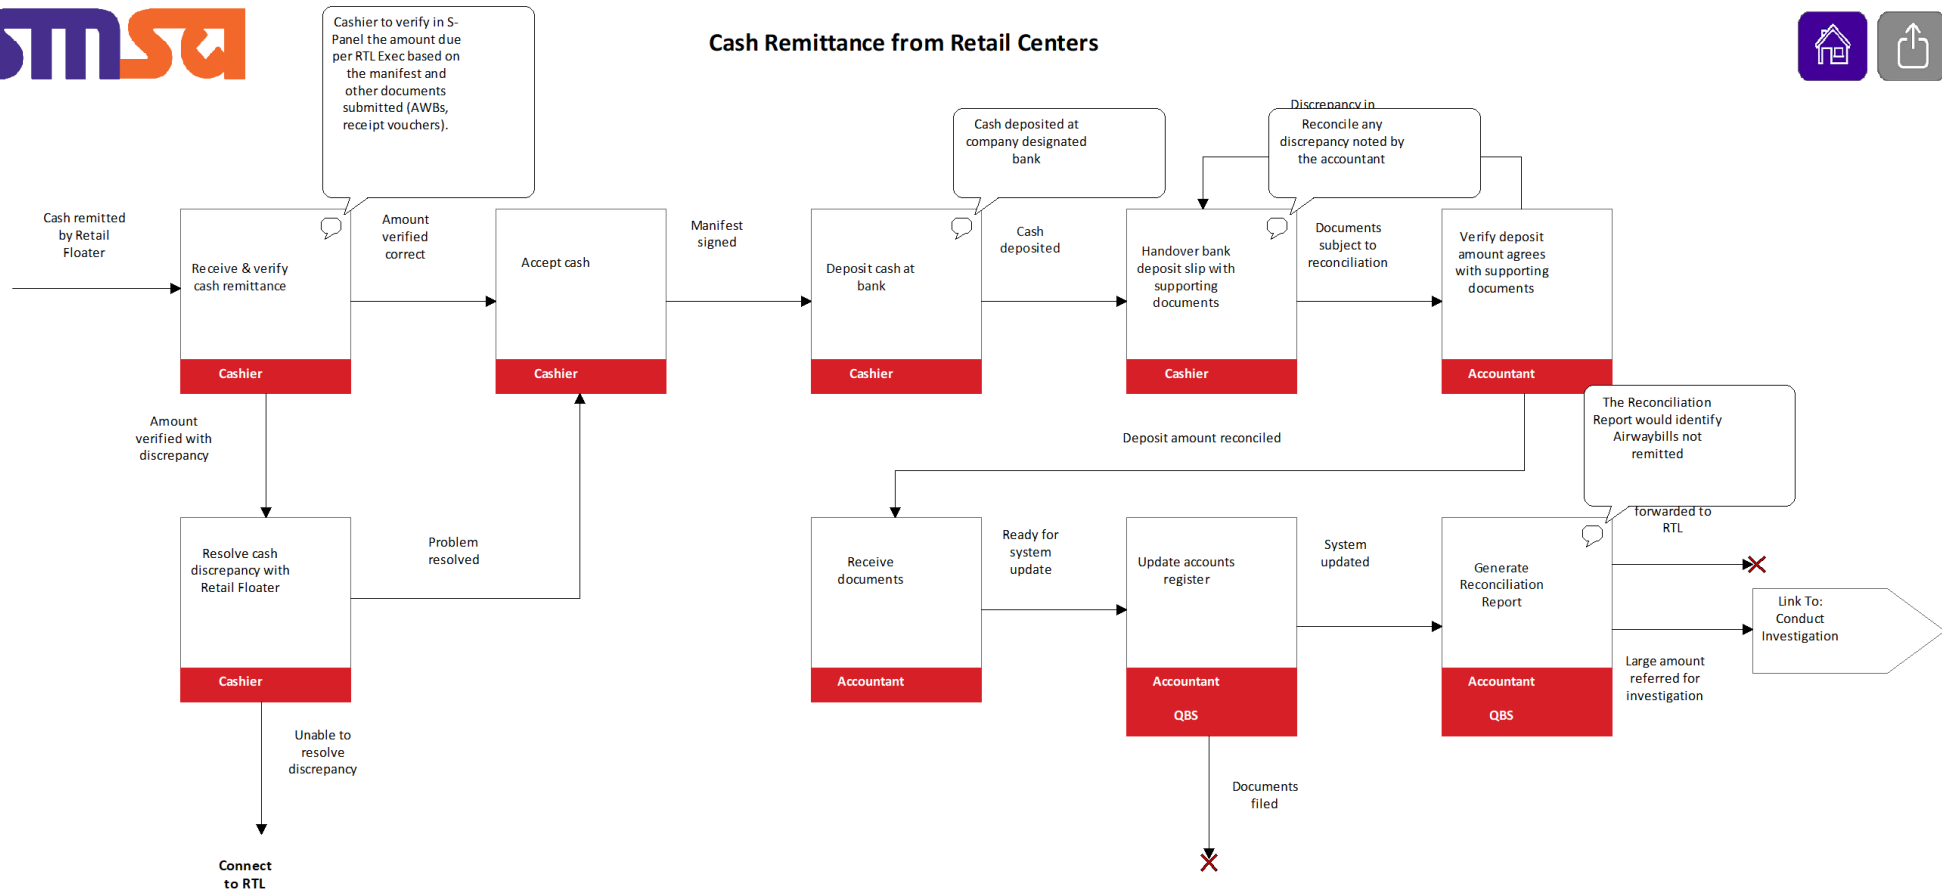 smsa
Cash Remittance from Retail Centers
Cashier to verify in S-
Panel the amount due
per RTL Exec based on
the manifest and
other documents
submitted (AWBs,
receipt vouchers).
Cash deposited at
company designated
bank
Discrepancy in
Reconcile any
discrepancy noted by
the accountant
Cash remitted
by Retail
Floater
Receive & verify
cash remittance
Cashier
Amount
verified
correct
Accept cash
Cashier
Manifest
signed
Deposit cash at
bank
Cashier
Cash
deposited
Handover bank
deposit slip with
supporting
documents
Cashier
Documents
subject to
reconciliation
Verify deposit
amount agrees
with supporting
documents
Accountant
Amount
verified with
discrepancy
Deposit amount reconciled
The Reconciliation
Report would identify
Airwaybills not
remitted
forwarded to
RTL
Resolve cash
discrepancy with
Retail Floater
Cashier
Problem
resolved
Receive
documents
Accountant
Ready for
system
update
Update accounts
register
Accountant
QBS
System
updated
Generate
Reconciliation
Report
Accountant
QBS
Link To:
Conduct
Investigation
Large amount
referred for
investigation
Unable to
resolve
discrepancy
Documents
filed
Connect
to RTL